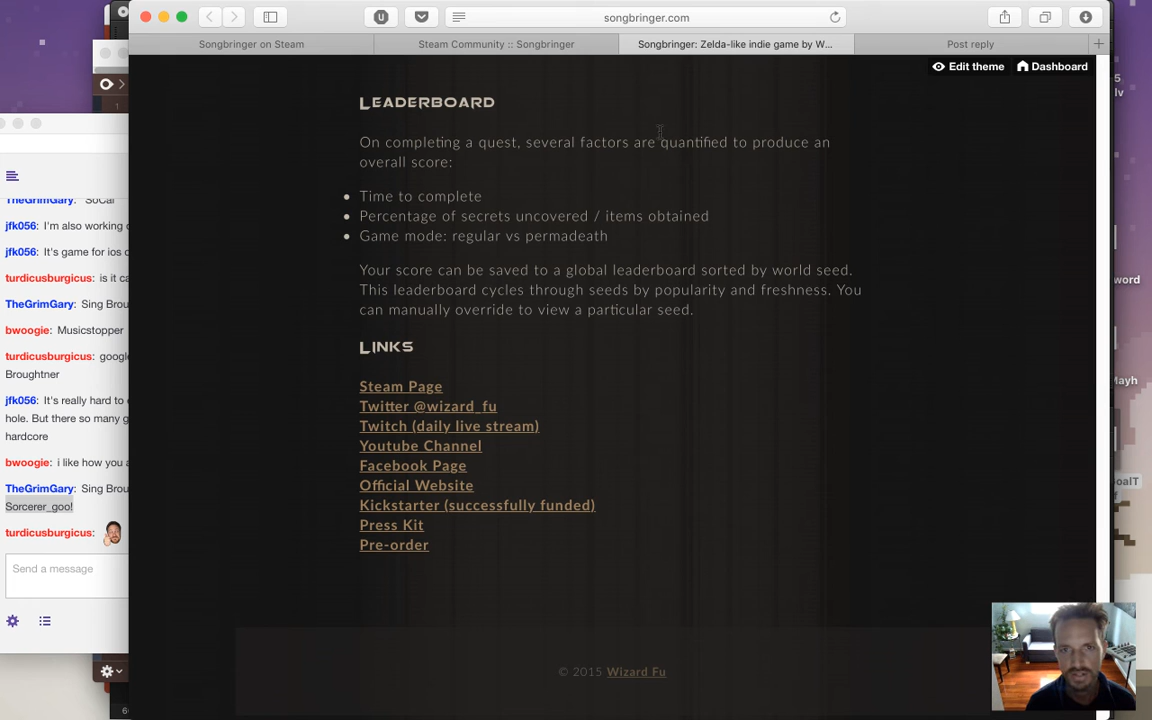 songbringer.com
Songbringer on Steam
Steam Community :: Songbringer
Songbringer: Zelda-like indie game by W...
Post reply
Edit theme
Dashboard
LEADERBOARD
On completing a quest, several factors are quantified to produce an
overall score:
Time to complete
Percentage of secrets uncovered / items obtained
Game mode: regular vs permadeath
Your score can be saved to a global leaderboard sorted by world seed.
This leaderboard cycles through seeds by popularity and freshness. You
can manually override to view a particular seed.
LINKS
Steam Page
Twitter @wizard_fu
Twitch (daily live stream)
Youtube Channel
Facebook Page
Official Website
Kickstarter (successfully funded)
Press Kit
Pre-order
© 2015 Wizard Fu
TheGrimGary: SoCal
jfk056: I'm also working
jfk056: It's game for ios
turdicusburgicus: is it ca
TheGrimGary: Sing Brou
bwoogie: Musicstopper
turdicusburgicus: google
Broughtner
jfk056: It's really hard to
hole. But there so many g
hardcore
bwoogie: i like how you a
TheGrimGary: Sing Brou
Sorcerer_goo!
turdicusburgicus:
Send a message